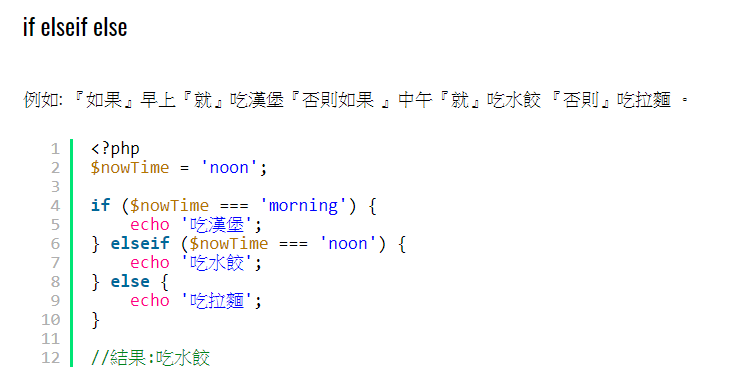 if elseif else
例如: 『如果』早上『就』吃漢堡『否則如果 』中午『就』吃水餃 『否則』吃拉麵 。
1 <?php
2 $nowTime = 'noon';
3
4 if ($nowTime === 'morning') {
5     echo '吃漢堡';
6 } elseif ($nowTime === 'noon') {
7     echo '吃水餃';
8 } else {
9     echo '吃拉麵';
10 }
11
12 //結果:吃水餃